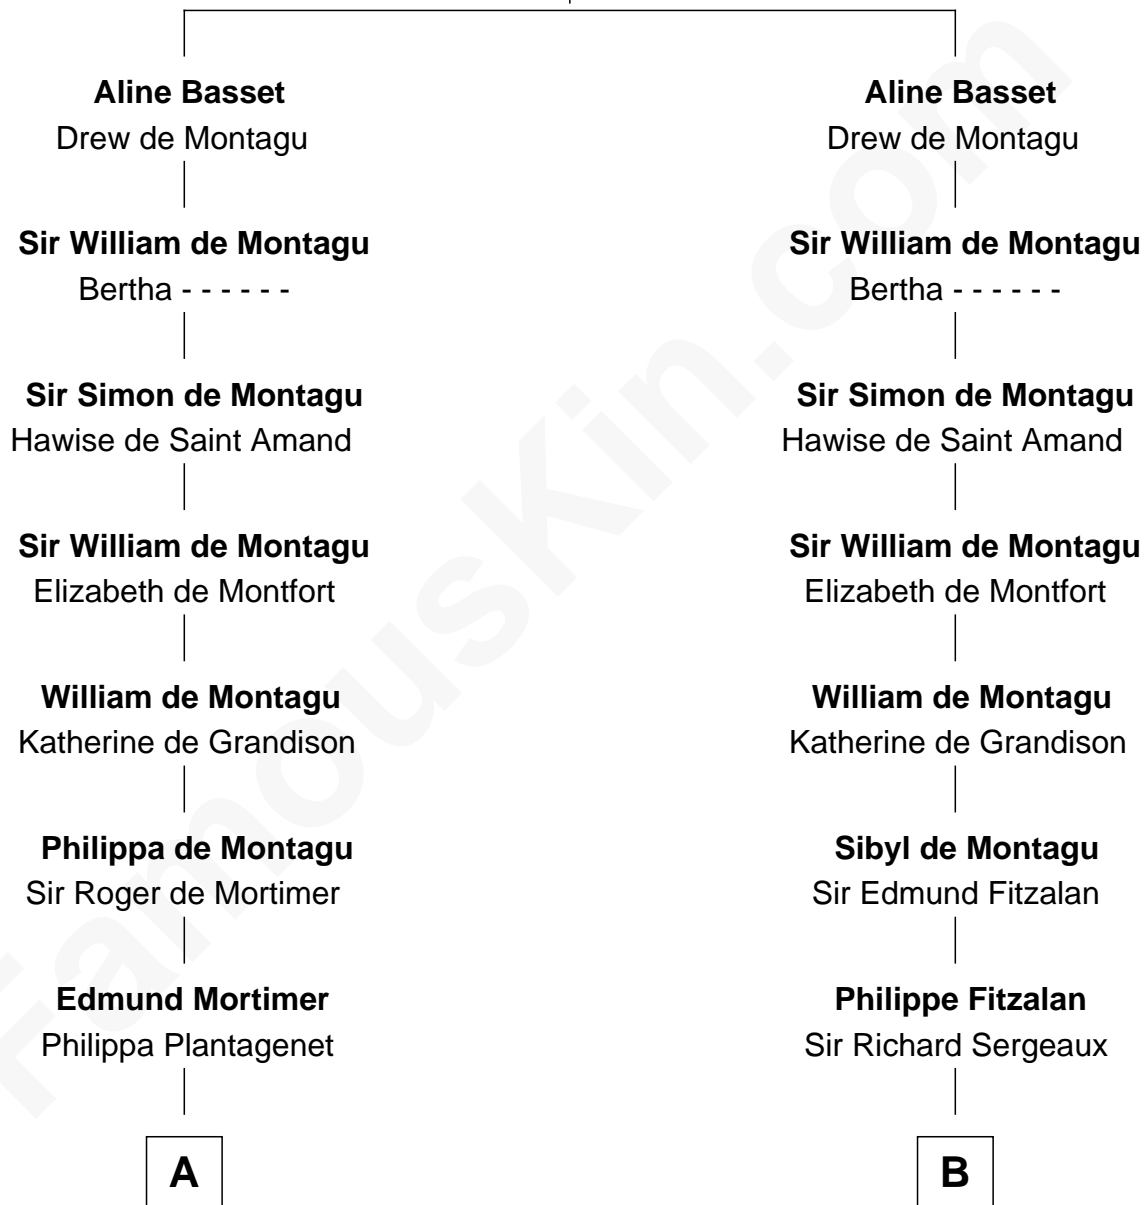 Aline Basset
Drew de Montagu
Sir William de Montagu
Bertha - - - - - -
Sir Simon de Montagu
Hawise de Saint Amand
Sir William de Montagu
Elizabeth de Montfort
William de Montagu
Katherine de Grandison
Philippa de Montagu
Sir Roger de Mortimer
Edmund Mortimer
Philippa Plantagenet
A
Aline Basset
Drew de Montagu
Sir William de Montagu
Bertha - - - - - -
Sir Simon de Montagu
Hawise de Saint Amand
Sir William de Montagu
Elizabeth de Montfort
William de Montagu
Katherine de Grandison
Sibyl de Montagu
Sir Edmund Fitzalan
Philippe Fitzalan
Sir Richard Sergeaux
B
FamousKin.com